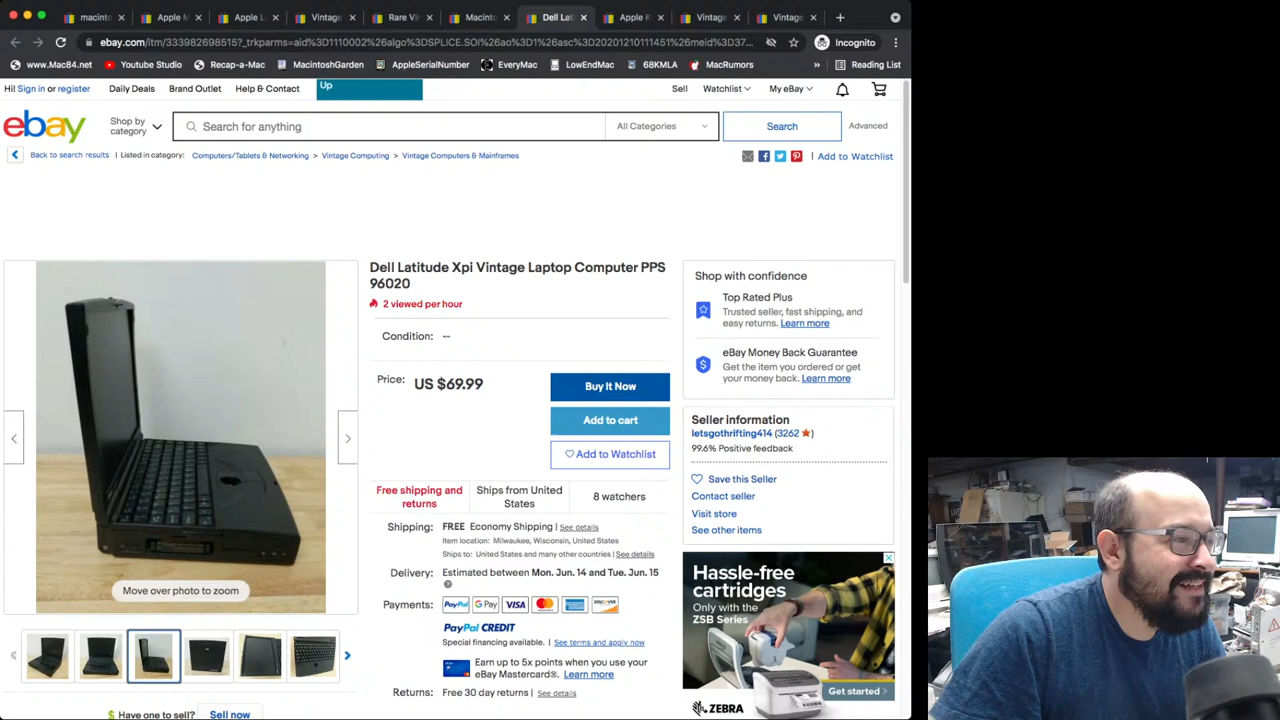 macinto
Apple M
Apple L
Vintage
Rare Vi
Macinto
Dell Lat
Apple K
Vintage
Vintage
ebay.com/itm/333982698515?_trkparms=aid%3D1110002%26algo%3DSPLICE.SOI%26ao%3D1%26asc%3D20201210111451%26meid%3D37...
Incognito
www.Mac84.net
Youtube Studio
Recap-a-Mac
MacintoshGarden
AppleSerialNumber
EveryMac
LowEndMac
68KMLA
MacRumors
»
Reading List
Hi! Sign in or register
Daily Deals
Brand Outlet
Help & Contact
Up
Sell
Watchlist
My eBay
ebay
Shop by
category
Search for anything
All Categories
Search
Advanced
Back to search results
Listed in category:
Computers/Tablets & Networking > Vintage Computing > Vintage Computers & Mainframes
| Add to Watchlist
Dell Latitude Xpi Vintage Laptop Computer PPS
96020
2 viewed per hour
Condition: --
Price: US $69.99
Buy It Now
Add to cart
Add to Watchlist
Free shipping and
returns
Ships from United
States
8 watchers
Shipping: FREE Economy Shipping | See details
Item location: Milwaukee, Wisconsin, United States
Ships to: United States and many other countries | See details
Delivery: Estimated between Mon. Jun. 14 and Tue. Jun. 15
Payments: PayPal G Pay VISA
DISCOVER
PayPal CREDIT
Special financing available. | See terms and apply now
Earn up to 5x points when you use your
eBay Mastercard®. Learn more
Returns: Free 30 day returns | See details
Move over photo to zoom
Have one to sell? Sell now
Shop with confidence
Top Rated Plus
Trusted seller, fast shipping, and
easy returns. Learn more
eBay Money Back Guarantee
Get the item you ordered or get
your money back. Learn more
Seller information
letsgothrifting414 (3262 )
99.6% Positive feedback
Save this Seller
Contact seller
Visit store
See other items
Hassle-free
cartridges
Only with the
ZSB Series
Get started >
ZEBRA